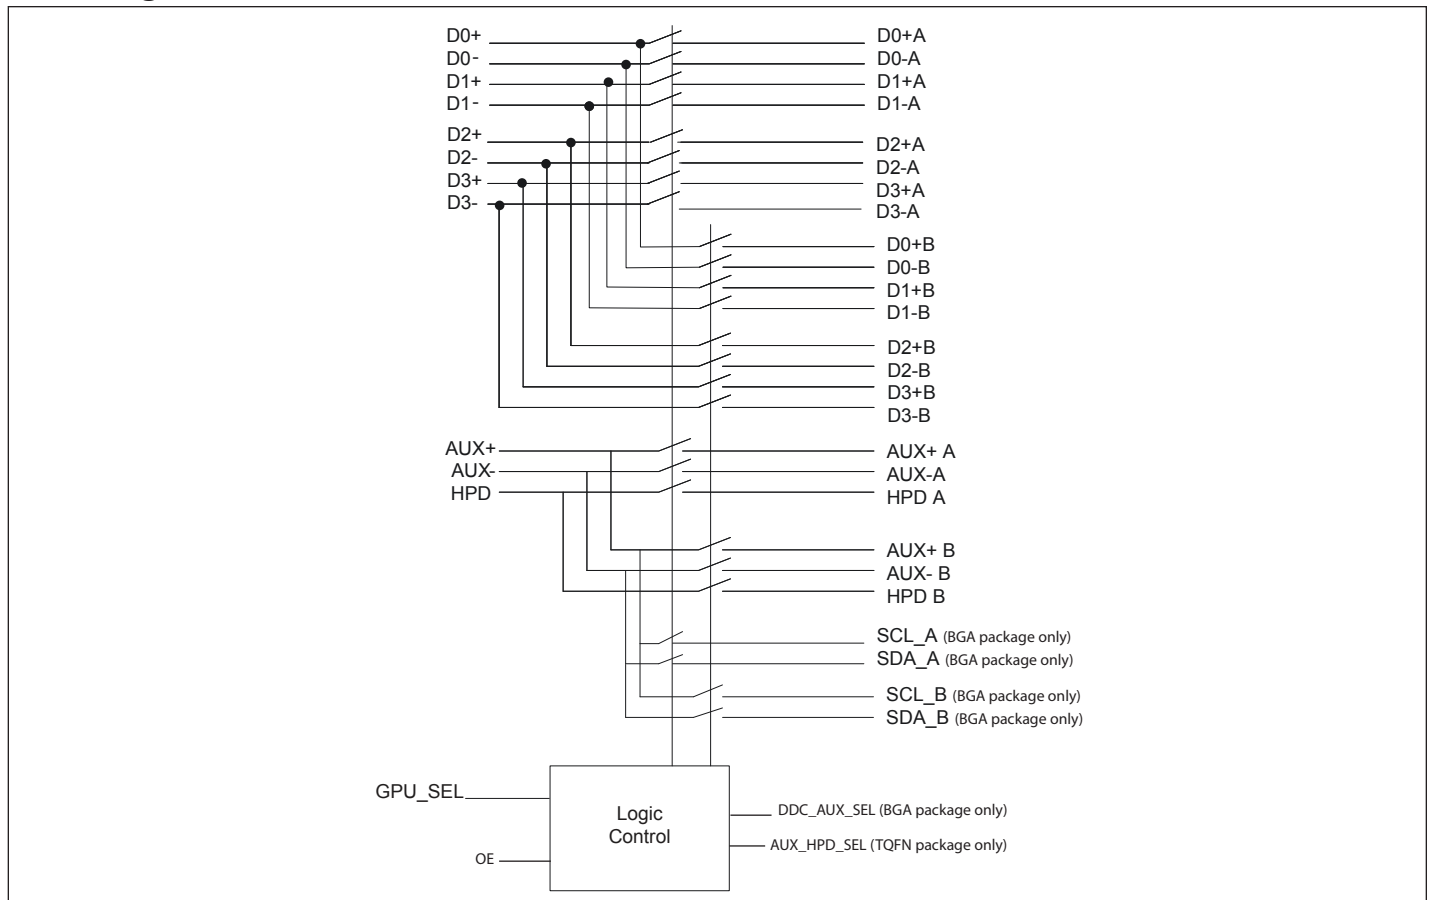 D0+ D0+A
D0- D0-A
D1+ D1+A
D1- D1-A
D2+ D2+A
D2- D2-A
D3+ D3+A
D3- D3-A
D0+B
D0-B
D1+B
D1-B
D2+B
D2-B
D3+B
D3-B
AUX+ AUX+ A
AUX- AUX-A
HPD HPD A
AUX+ B
AUX- B
HPD B
SCL_A (BGA package only)
SDA_A (BGA package only)
SCL_B (BGA package only)
SDA_B (BGA package only)
GPU_SEL
Logic
Control
DDC_AUX_SEL (BGA package only)
AUX_HPD_SEL (TQFN package only)
OE